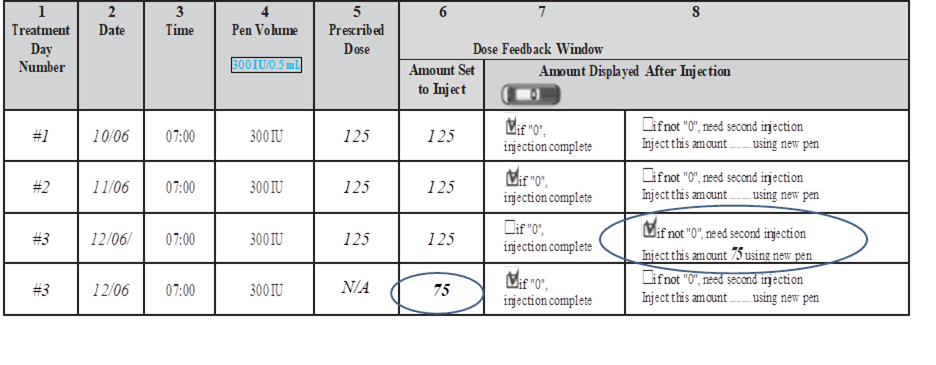 1 2 3 4 5 6 7 8
Treatment Day Number Date Time Pen Volume Prescribed Dose
300 IU/0.5 mL
Dose Feedback Window
Amount Set to Inject
Amount Displayed After Injection
0
#1 10/06 07:00 300 IU 125 125
if "0", injection complete
if not "0", need second injection
Inject this amount ..........using new pen
#2 11/06 07:00 300 IU 125 125
if "0", injection complete
if not "0", need second injection
Inject this amount ..........using new pen
#3 12/06/ 07:00 300 IU 125 125
if "0", injection complete
if not "0", need second injection
Inject this amount 75 using new pen
#3 12/06 07:00 300 IU N/A 75
if "0", injection complete
if not "0", need second injection
Inject this amount ..........using new pen